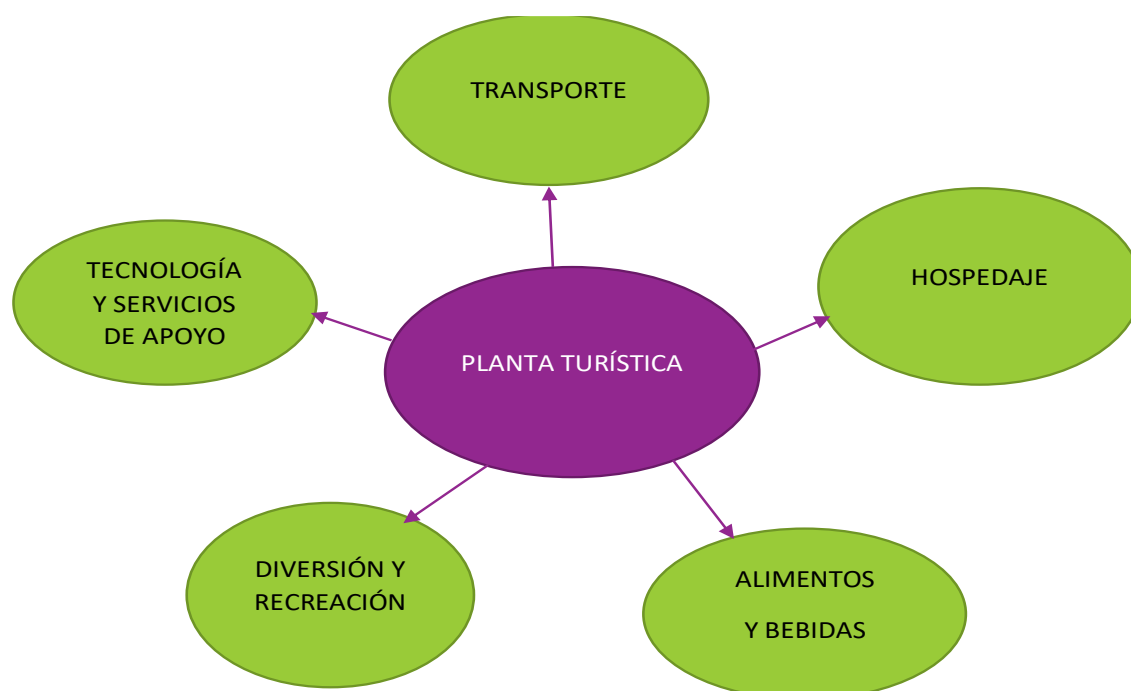 TRANSPORTE
HOSPEDAJE
TECNOLOGÍA
Y SERVICIOS
DE APOYO
PLANTA TURÍSTICA
DIVERSIÓN Y
RECREACIÓN
ALIMENTOS
Y BEBIDAS